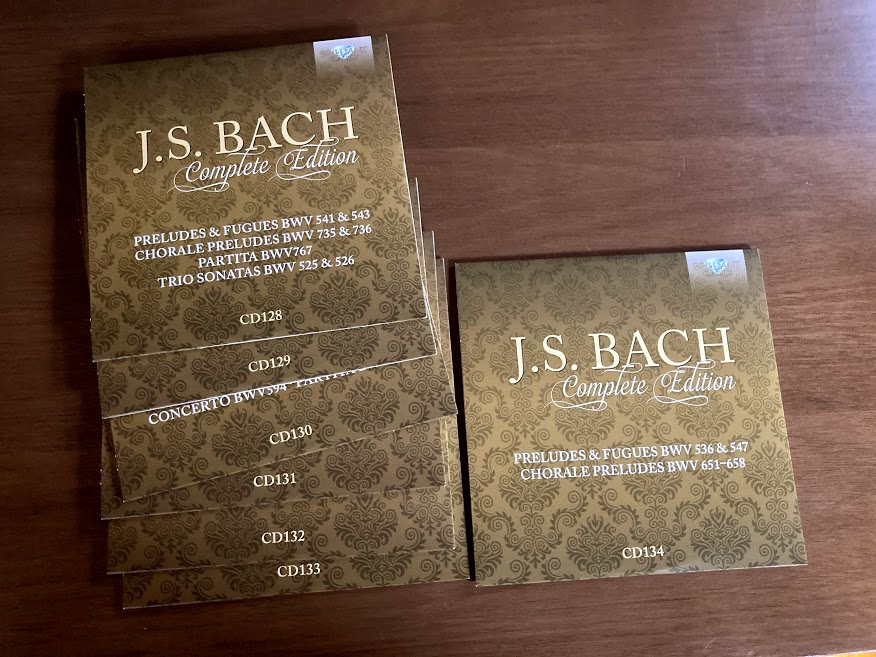 J.S. BACH
Complete Edition
PRELUDES & FUGUES BWV 541 & 543
CHORALE PRELUDES BWV 735 & 736
PARTITA BWV767
TRIO SONATAS BWV 525 & 526
CD128
CD129
CONCERTO BWV594
CD130
CD131
CD132
CD133
J.S. BACH
Complete Edition
PRELUDES & FUGUES BWV 536 & 547
CHORALE PRELUDES BWV 651–658
CD134